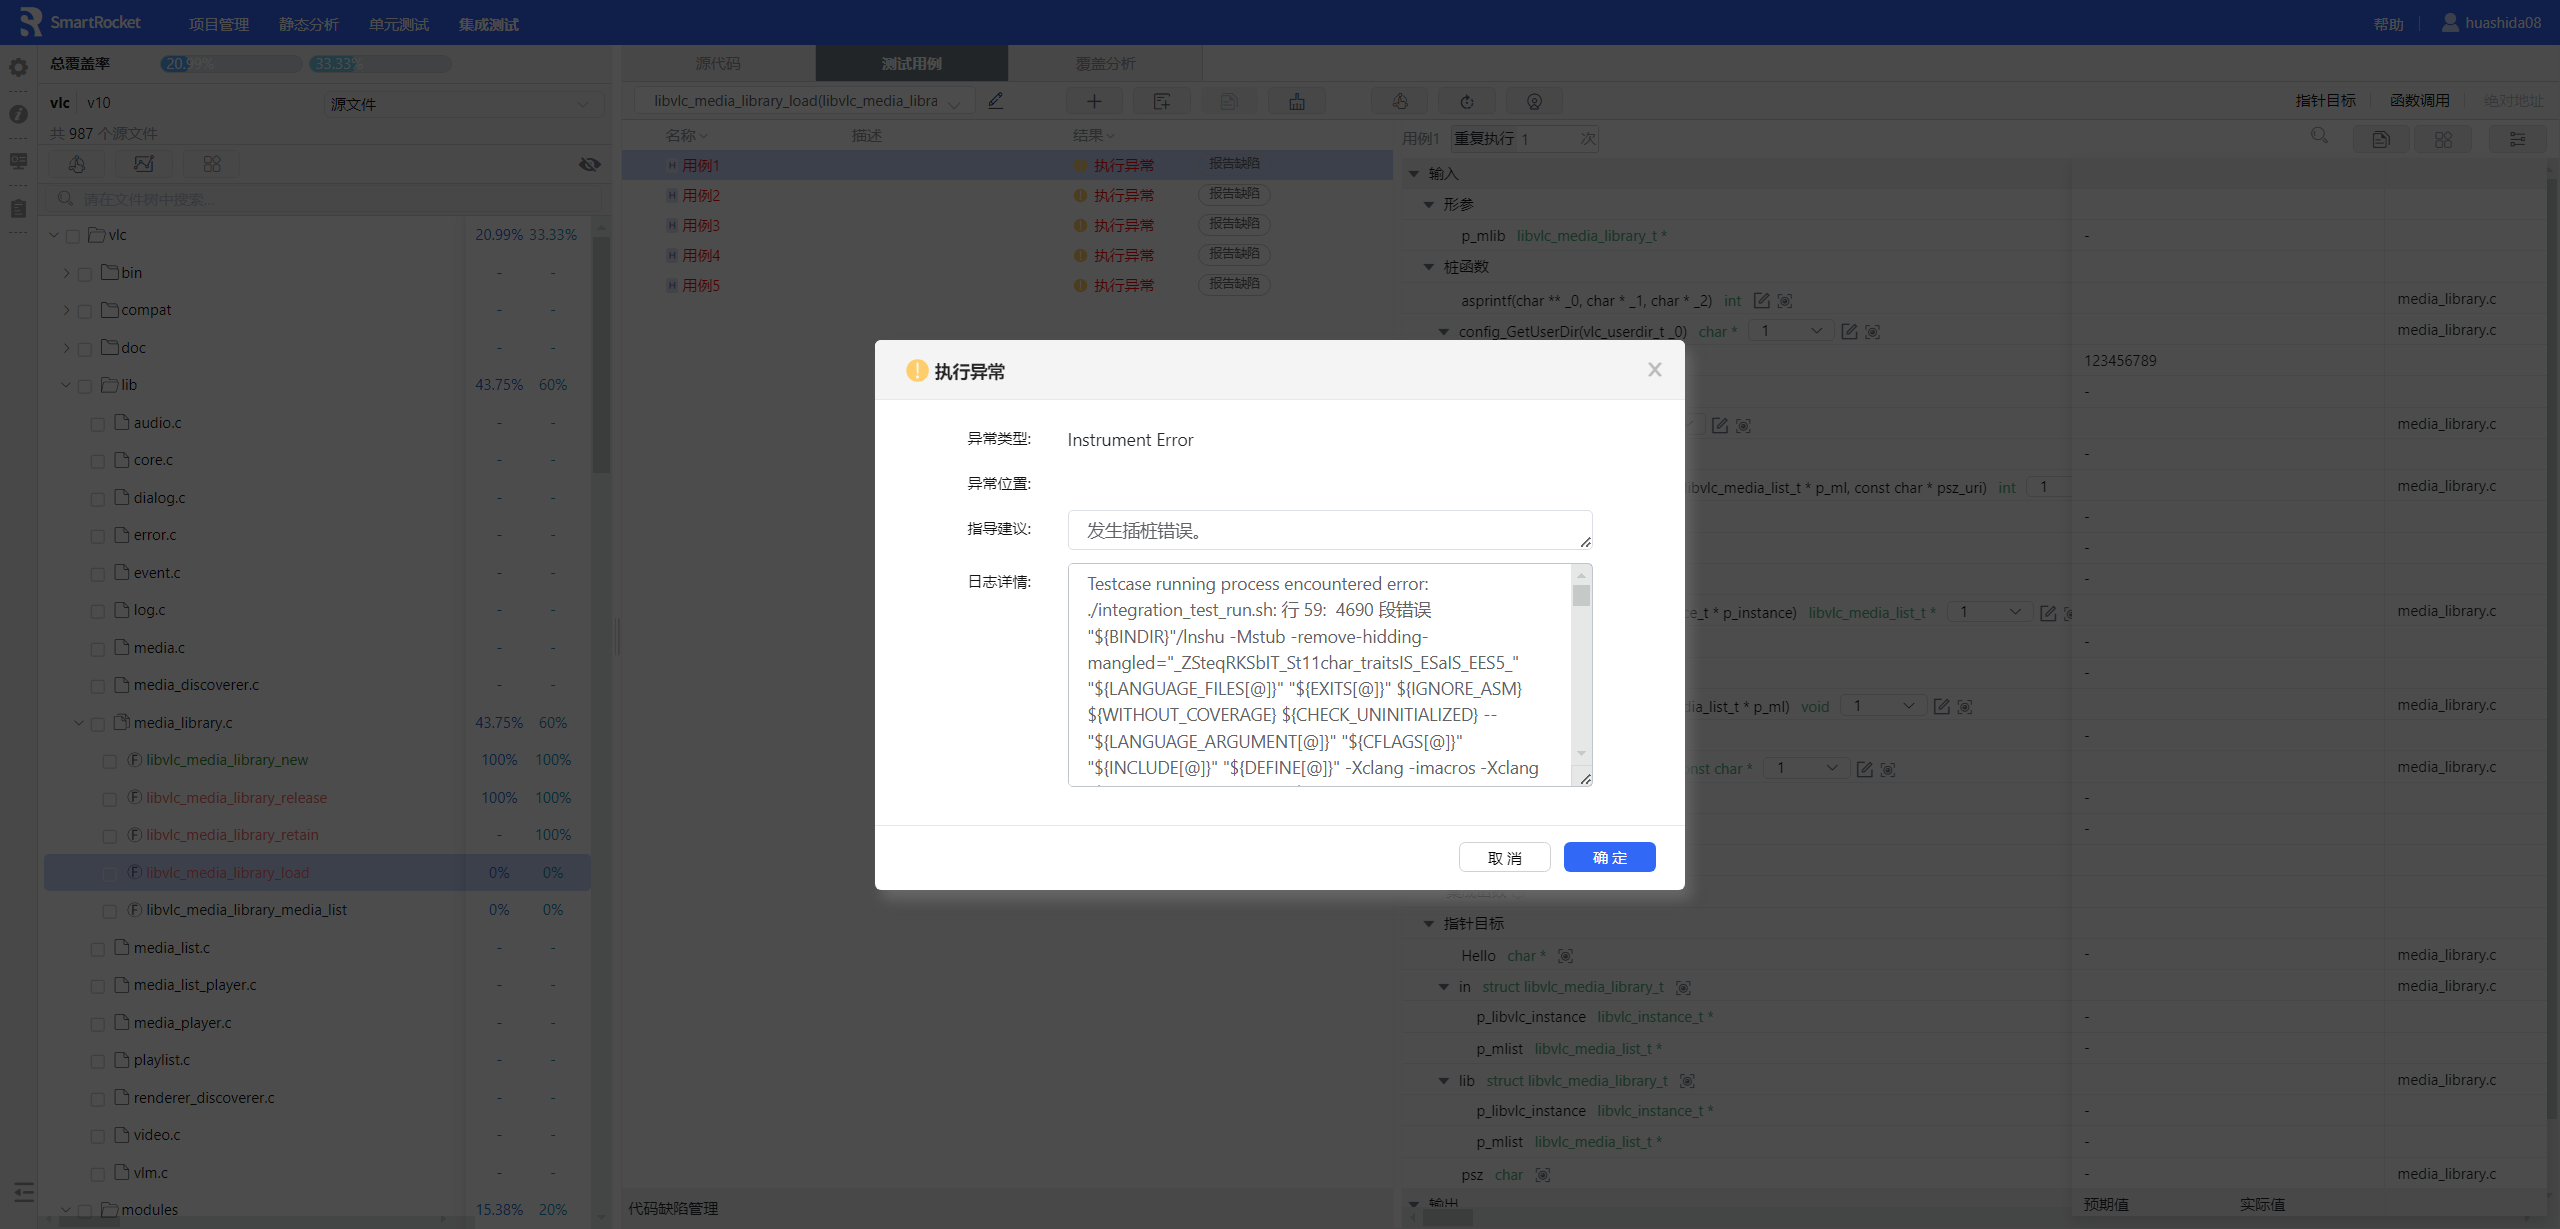 SmartRocket 项目管理 静态分析 单元测试 集成测试 帮助 huashida08
总覆盖率 20.99% 33.33%
vlc v10 源文件
共 987 个源文件
请在文件树中搜索...
vlc 20.99% 33.33%
bin - -
compat - -
doc - -
lib 43.75% 60%
audio.c - -
core.c - -
dialog.c - -
error.c - -
event.c - -
log.c - -
media.c - -
media_discoverer.c - -
media_library.c 43.75% 60%
F libvlc_media_library_new 100% 100%
F libvlc_media_library_release 100% 100%
F libvlc_media_library_retain - 100%
F libvlc_media_library_load 0% 0%
F libvlc_media_library_media_list 0% 0%
media_list.c - -
media_list_player.c - -
media_player.c - -
playlist.c - -
renderer_discoverer.c - -
video.c - -
vlm.c - -
modules 15.38% 20%
源代码 测试用例 覆盖分析
libvlc_media_library_load(libvlc_media_libra
指针目标 函数调用 绝对地址
名称 描述 结果
H 用例1 执行异常 报告缺陷
H 用例2 执行异常 报告缺陷
H 用例3 执行异常 报告缺陷
H 用例4 执行异常 报告缺陷
H 用例5 执行异常 报告缺陷
代码缺陷管理
用例1 重复执行 1 次
输入
形参
p_mlib libvlc_media_library_t * -
桩函数
asprintf(char ** _0, char * _1, char * _2) int media_library.c
config_GetUserDir(vlc_userdir_t _0) char * 1 media_library.c
123456789
-
media_library.c
-
ibvlc_media_list_t * p_ml, const char * psz_uri) int 1 media_library.c
-
-
-
ce_t * p_instance) libvlc_media_list_t * 1 media_library.c
-
-
dia_list_t * p_ml) void 1 media_library.c
-
nst char * 1 media_library.c
-
-
指针目标
Hello char * - media_library.c
in struct libvlc_media_library_t media_library.c
p_libvlc_instance libvlc_instance_t * -
p_mlist libvlc_media_list_t * -
lib struct libvlc_media_library_t media_library.c
p_libvlc_instance libvlc_instance_t * -
p_mlist libvlc_media_list_t * -
psz char - media_library.c
输出 预期值 实际值
执行异常 X
异常类型: Instrument Error
异常位置:
指导建议: 发生插桩错误。
日志详情: Testcase running process encountered error:
./integration_test_run.sh: 行 59: 4690 段错误
"${BINDIR}"/lnshu -Mstub -remove-hidding-
mangled="_ZSteqRKSbIT_St11char_traitsIS_ESaIS_EES5_"
"${LANGUAGE_FILES[@]}" "${EXITS[@]}" ${IGNORE_ASM}
${WITHOUT_COVERAGE} ${CHECK_UNINITIALIZED} --
"${LANGUAGE_ARGUMENT[@]}" "${CFLAGS[@]}"
"${INCLUDE[@]}" "${DEFINE[@]}" -Xclang -imacros -Xclang
取 消 确 定